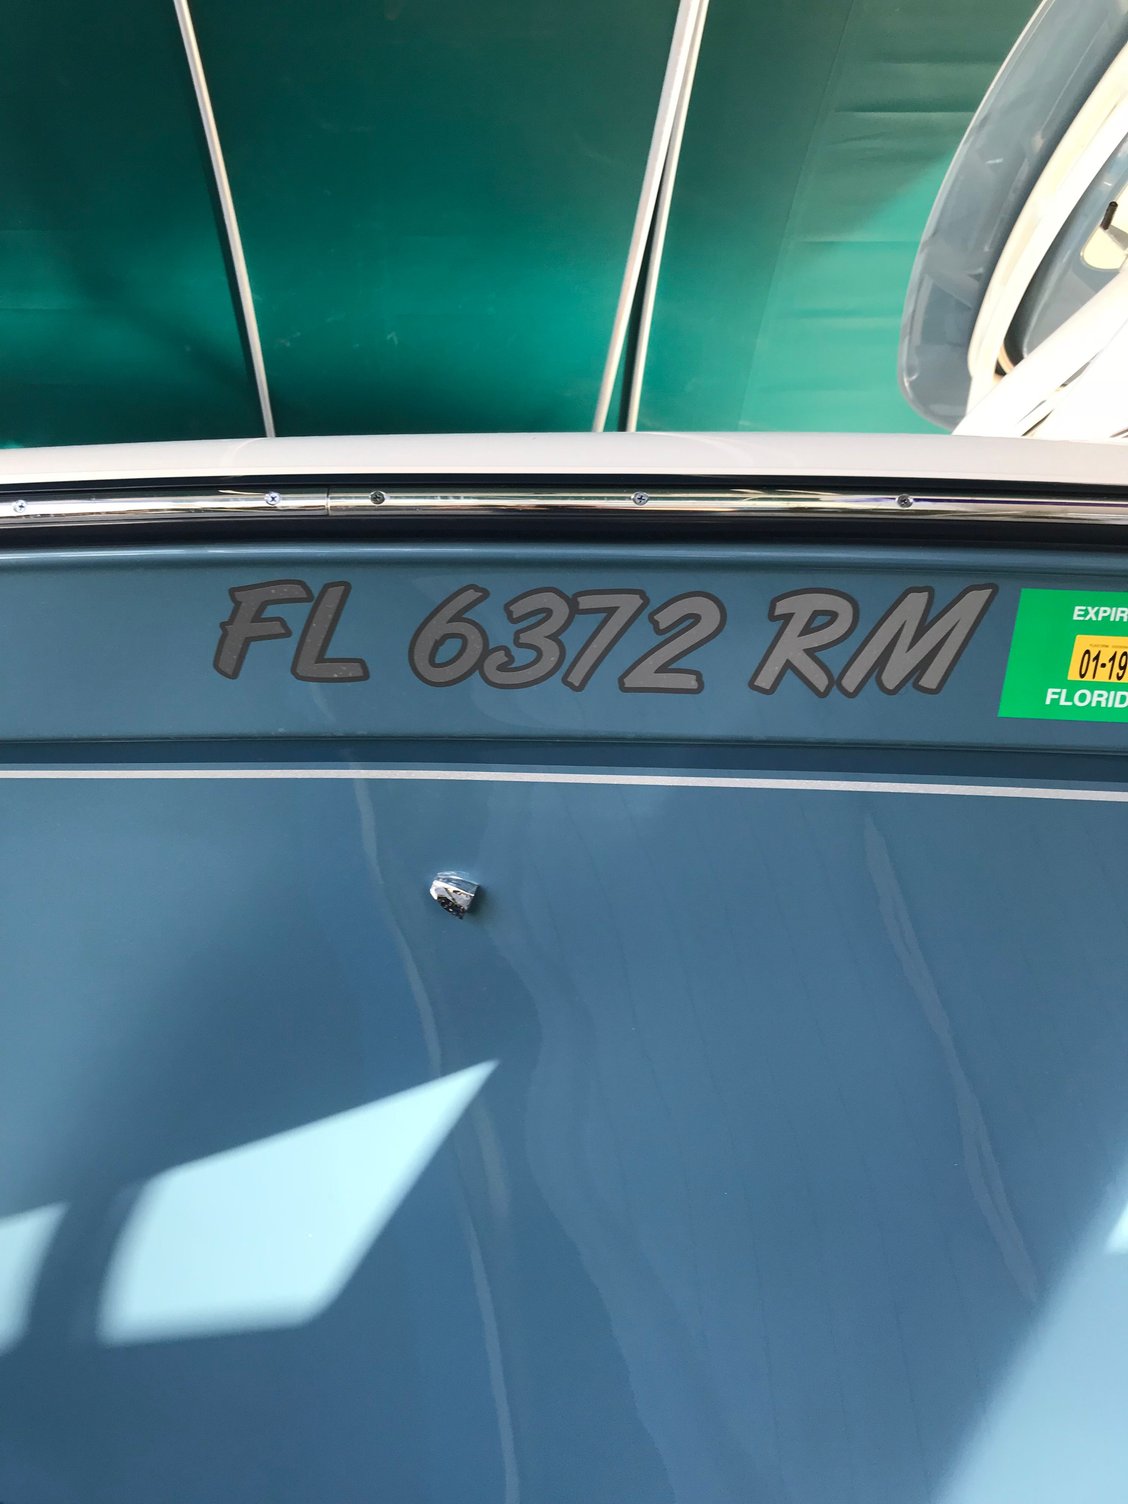 FL 6372 RM
EXPIR
01-19
FLORID